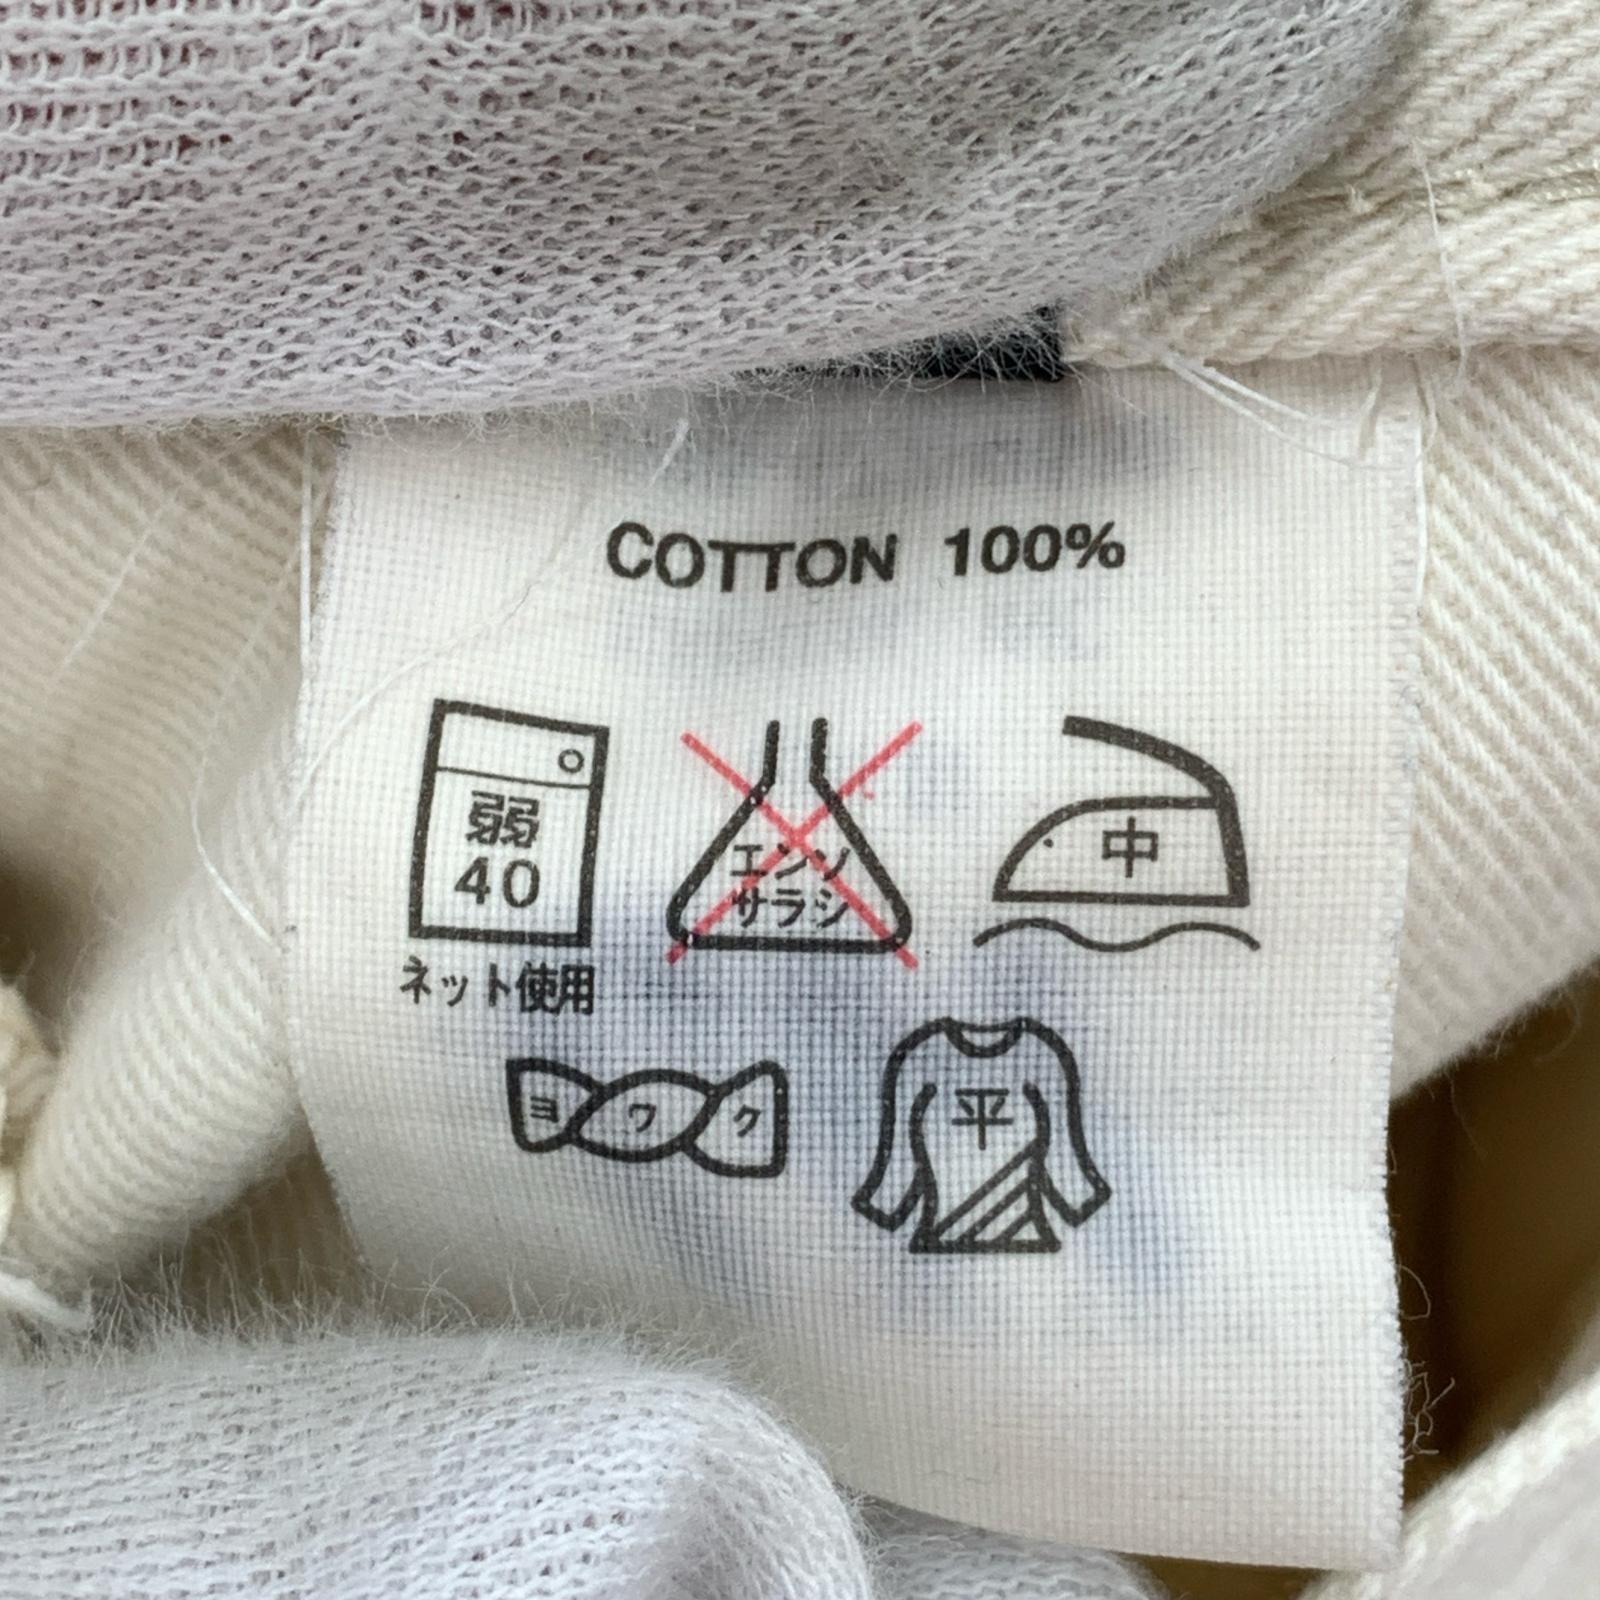 COTTON 100%
弱
40
エンソ
サラシ
中
ネット使用
ヨワク
平